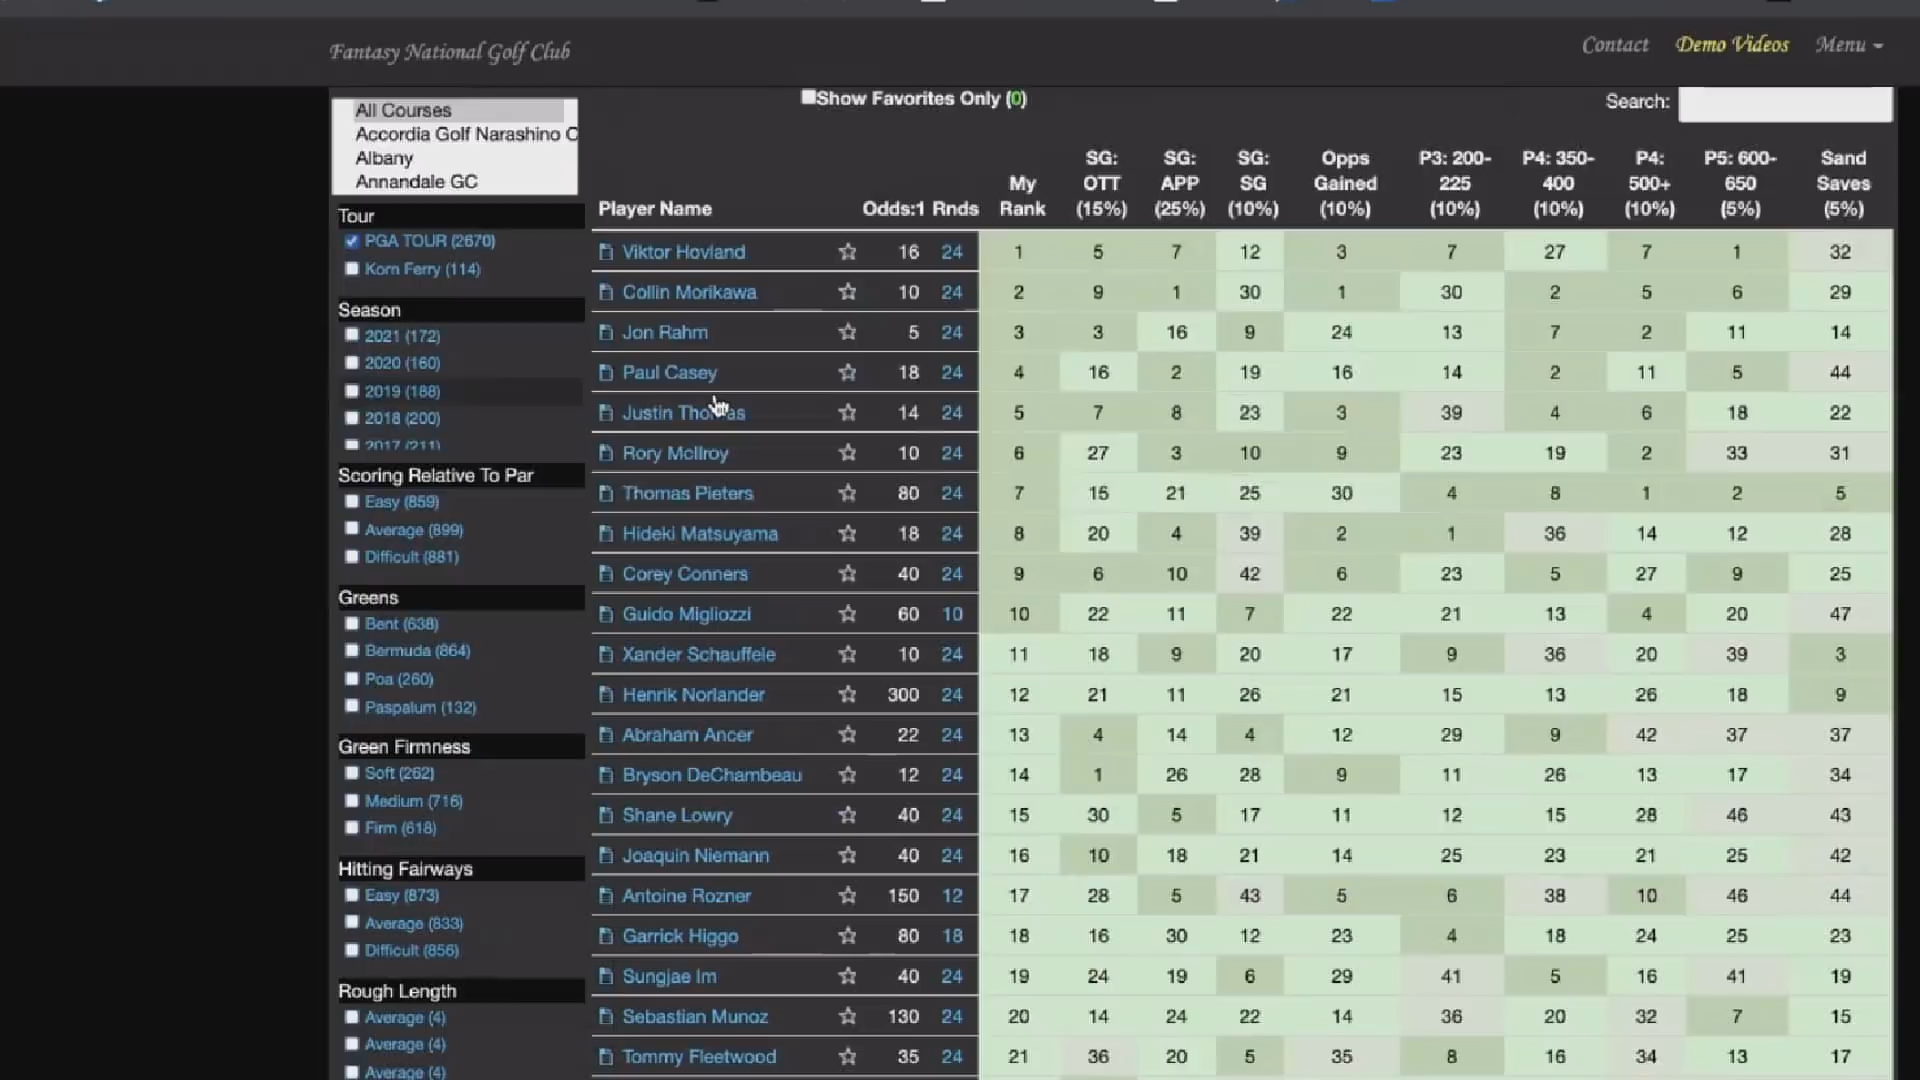 Fantasy National Golf Club
Contact Demo Videos Menu
All Courses
Accordia Golf Narashino C
Albany
Annandale GC
Tour
PGA TOUR (2670)
Korn Ferry (114)
Season
2021 (172)
2020 (160)
2019 (188)
2018 (200)
2017 (211)
Scoring Relative To Par
Easy (859)
Average (899)
Difficult (881)
Greens
Bent (638)
Bermuda (864)
Poa (260)
Paspalum (132)
Green Firmness
Soft (262)
Medium (716)
Firm (618)
Hitting Fairways
Easy (873)
Average (833)
Difficult (856)
Rough Length
Average (4)
Average (4)
Average (4)
Show Favorites Only (0)
Search:
Player Name Odds:1 Rnds My Rank SG: OTT (15%) SG: APP (25%) SG: SG (10%) Opps Gained (10%) P3: 200-225 (10%) P4: 350-400 (10%) P4: 500+ (10%) P5: 600-650 (5%) Sand Saves (5%)
Viktor Hovland 16 24 1 5 7 12 3 7 27 7 1 32
Collin Morikawa 10 24 2 9 1 30 1 30 2 5 6 29
Jon Rahm 5 24 3 3 16 9 24 13 7 2 11 14
Paul Casey 18 24 4 16 2 19 16 14 2 11 5 44
Justin Thomas 14 24 5 7 8 23 3 39 4 6 18 22
Rory McIlroy 10 24 6 27 3 10 9 23 19 2 33 31
Thomas Pieters 80 24 7 15 21 25 30 4 8 1 2 5
Hideki Matsuyama 18 24 8 20 4 39 2 1 36 14 12 28
Corey Conners 40 24 9 6 10 42 6 23 5 27 9 25
Guido Migliozzi 60 10 10 22 11 7 22 21 13 4 20 47
Xander Schauffele 10 24 11 18 9 20 17 9 36 20 39 3
Henrik Norlander 300 24 12 21 11 26 21 15 13 26 18 9
Abraham Ancer 22 24 13 4 14 4 12 29 9 42 37 37
Bryson DeChambeau 12 24 14 1 26 28 9 11 26 13 17 34
Shane Lowry 40 24 15 30 5 17 11 12 15 28 46 43
Joaquin Niemann 40 24 16 10 18 21 14 25 23 21 25 42
Antoine Rozner 150 12 17 28 5 43 5 6 38 10 46 44
Garrick Higgo 80 18 18 16 30 12 23 4 18 24 25 23
Sungjae Im 40 24 19 24 19 6 29 41 5 16 41 19
Sebastian Munoz 130 24 20 14 24 22 14 36 20 32 7 15
Tommy Fleetwood 35 24 21 36 20 5 35 8 16 34 13 17